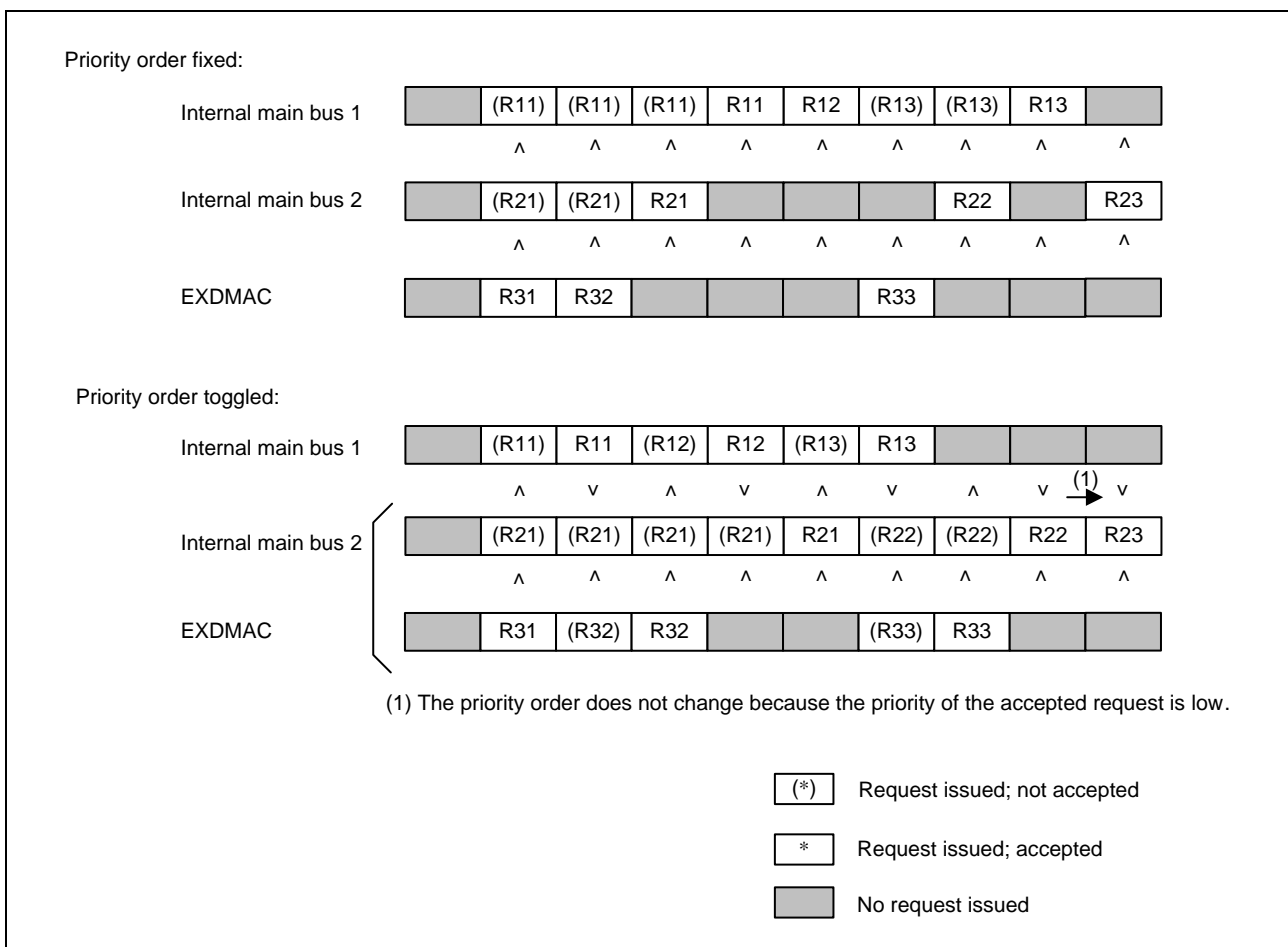 Priority order fixed:
Internal main bus 1 (R11) (R11) (R11) R11 R12 (R13) (R13) R13
^ ^ ^ ^ ^ ^ ^ ^ ^
Internal main bus 2 (R21) (R21) R21 R22 R23
^ ^ ^ ^ ^ ^ ^ ^ ^
EXDMAC R31 R32 R33
Priority order toggled:
Internal main bus 1 (R11) R11 (R12) R12 (R13) R13
^ v ^ v ^ v ^ v (1) v
Internal main bus 2 (R21) (R21) (R21) (R21) R21 (R22) (R22) R22 R23
^ ^ ^ ^ ^ ^ ^ ^ ^
EXDMAC R31 (R32) R32 (R33) R33
(1) The priority order does not change because the priority of the accepted request is low.
(*) Request issued; not accepted
* Request issued; accepted
No request issued